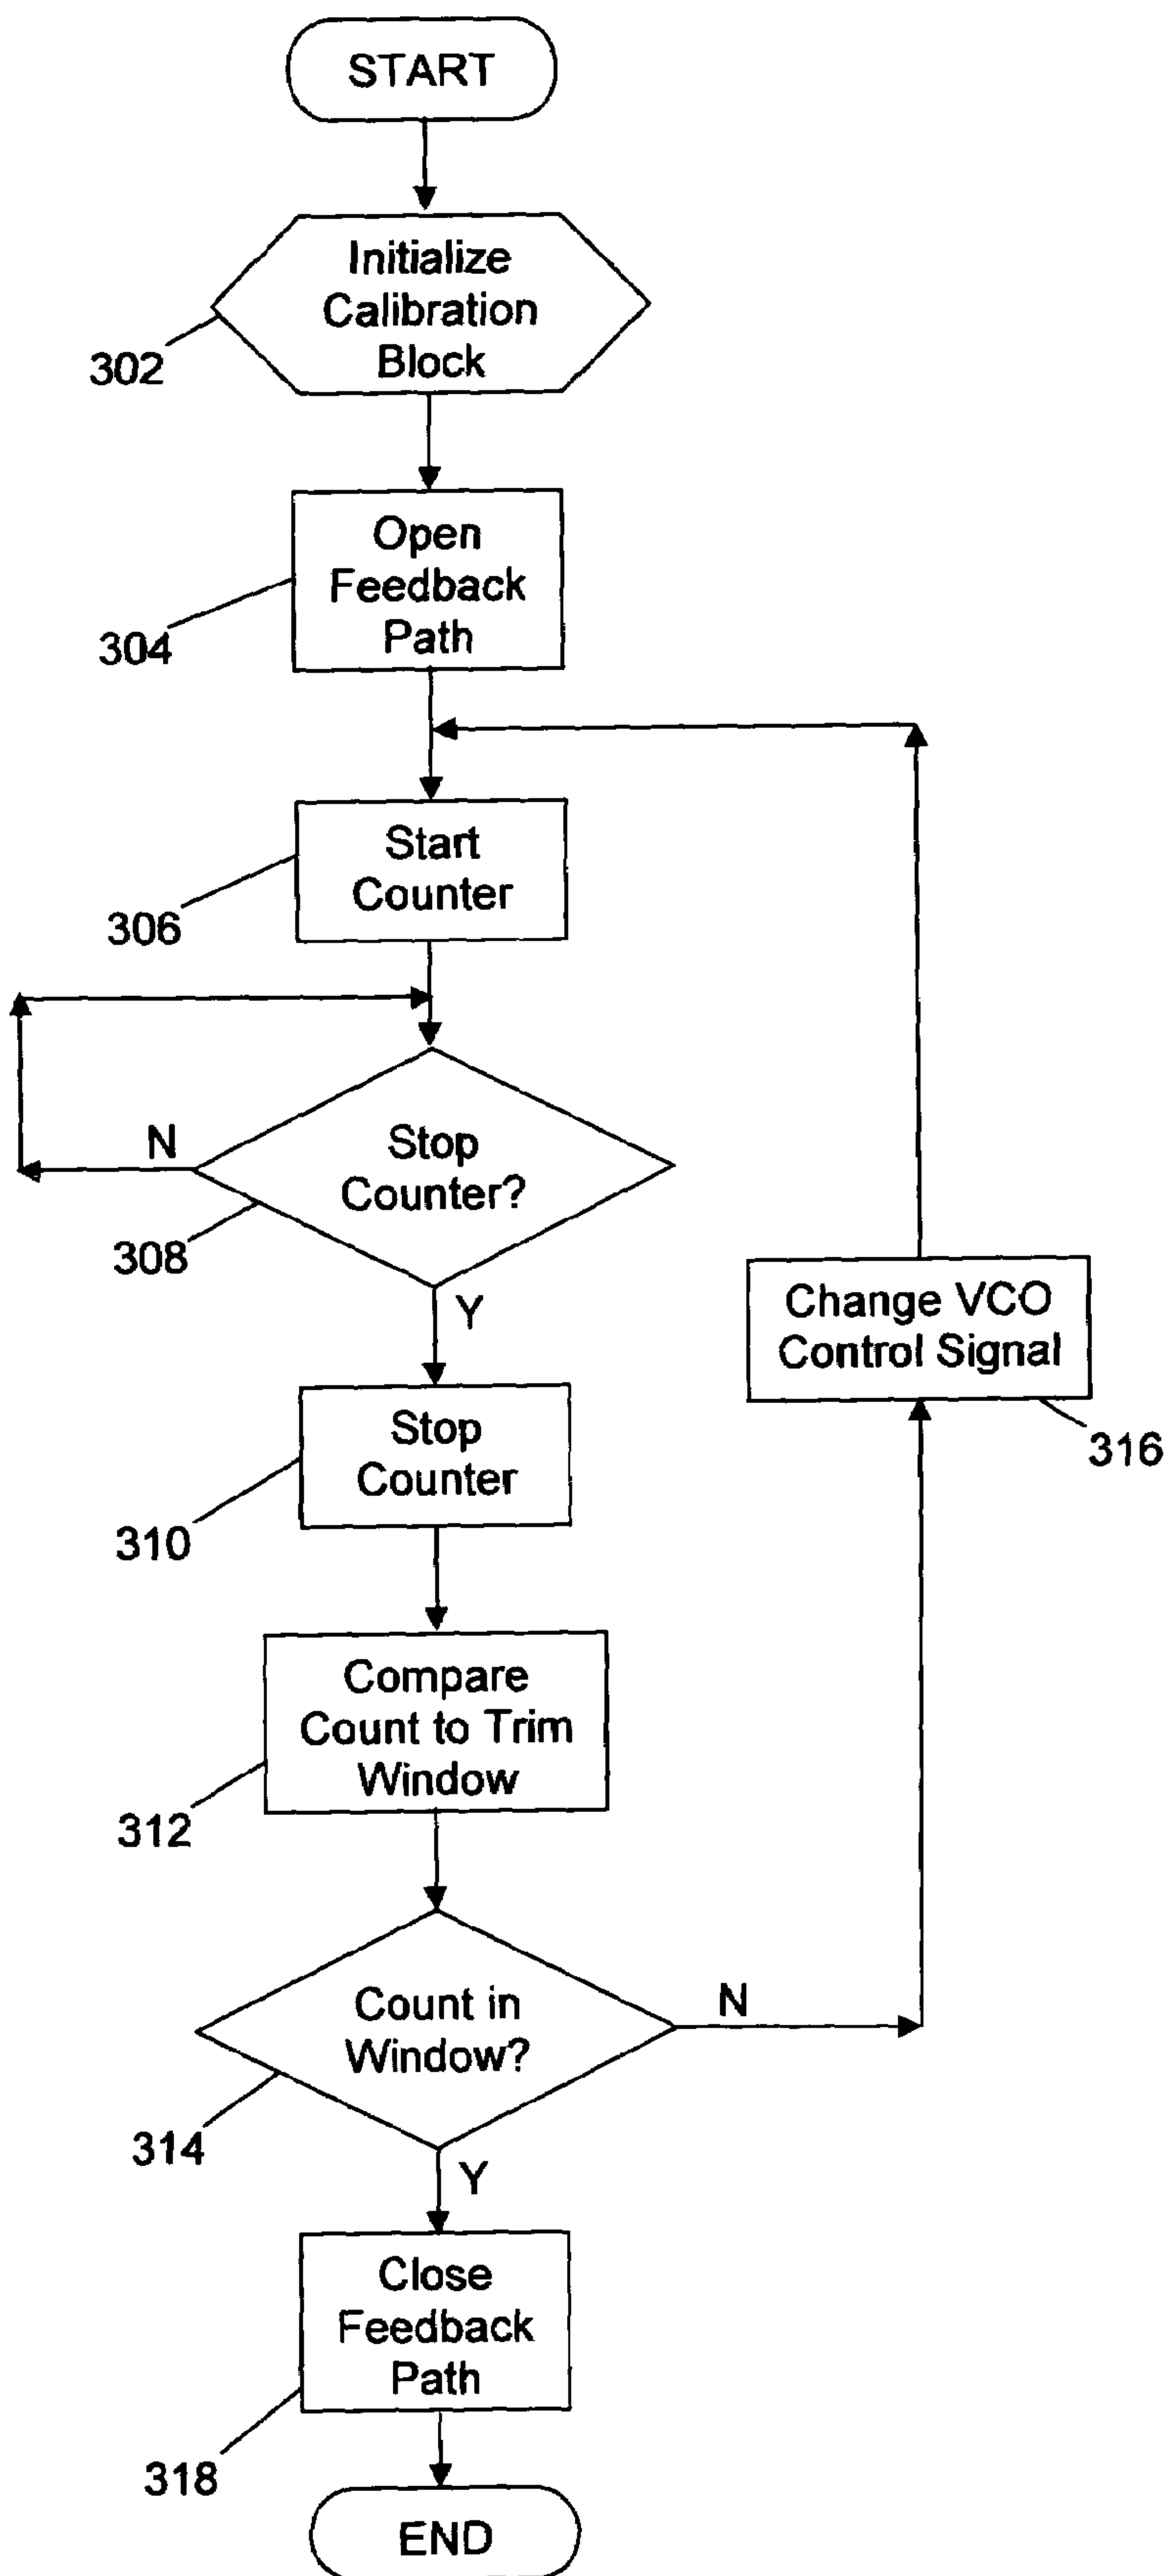 START
Initialize
Calibration
Block
302
Open
Feedback
Path
304
Start
Counter
306
N
Stop
Counter?
308
Y
Change VCO
Control Signal
316
Stop
Counter
310
Compare
Count to Trim
Window
312
Count in
Window?
N
314
Y
Close
Feedback
Path
318
END